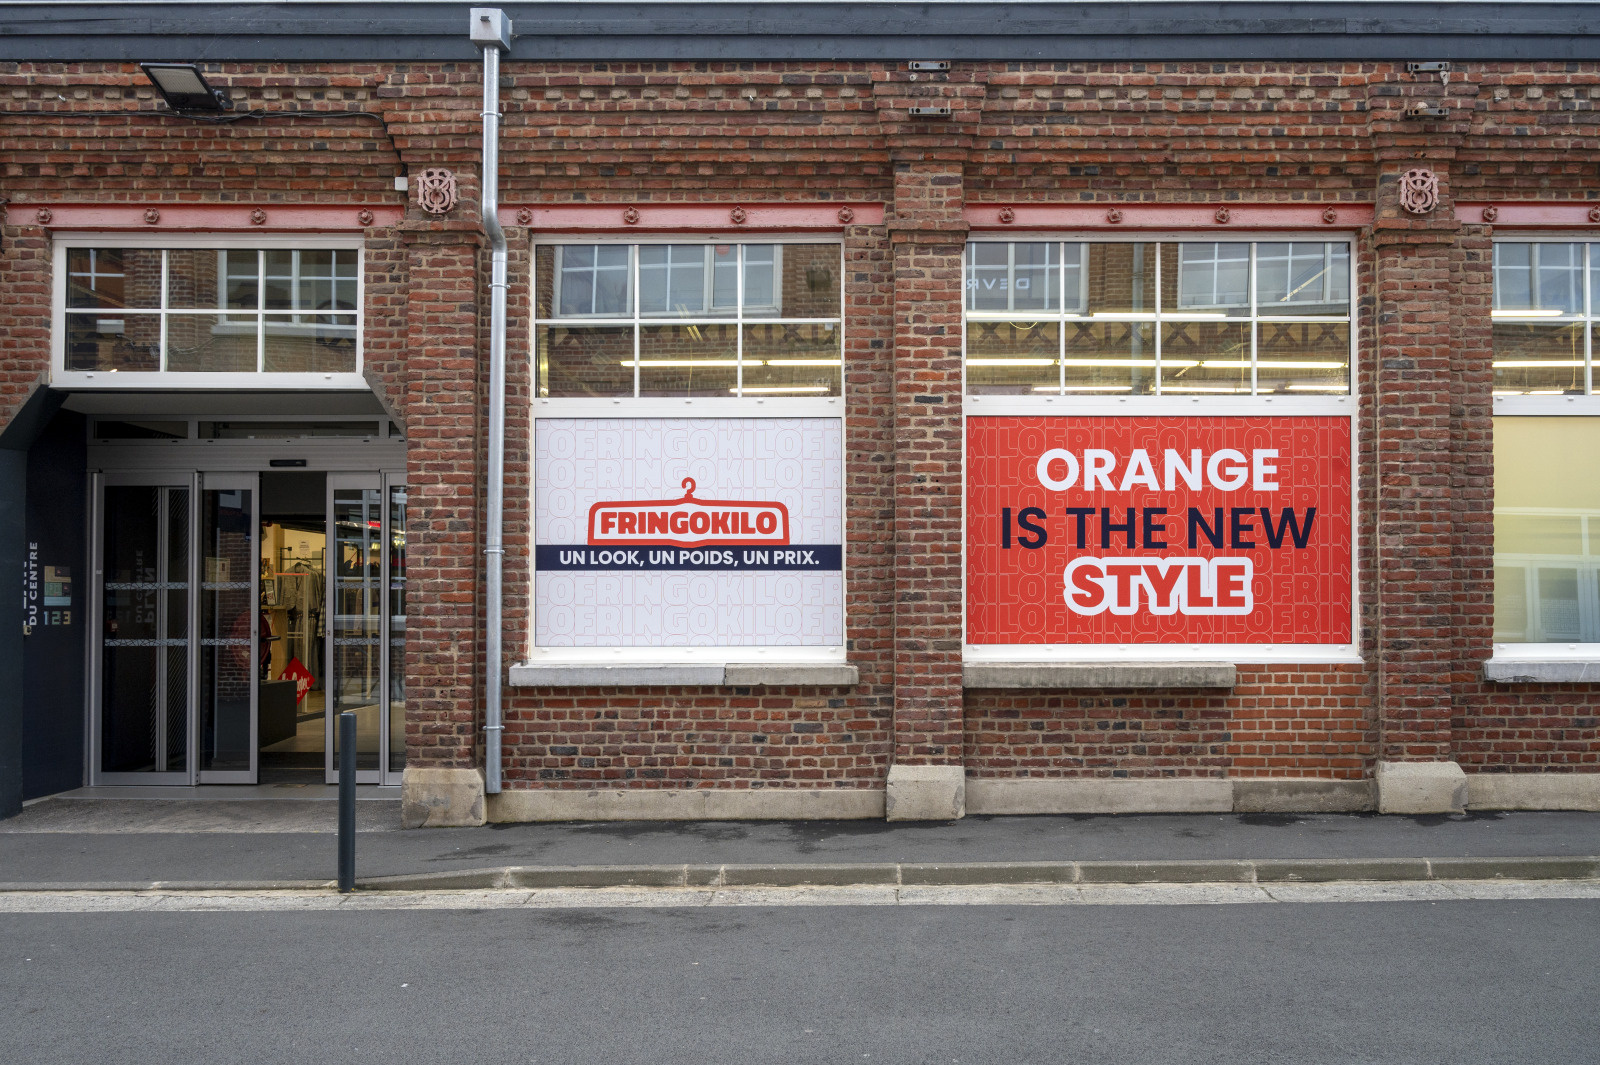 FRINGOKILO
UN LOOK, UN POIDS, UN PRIX.
ORANGE
IS THE NEW
STYLE
DU CENTRE
123